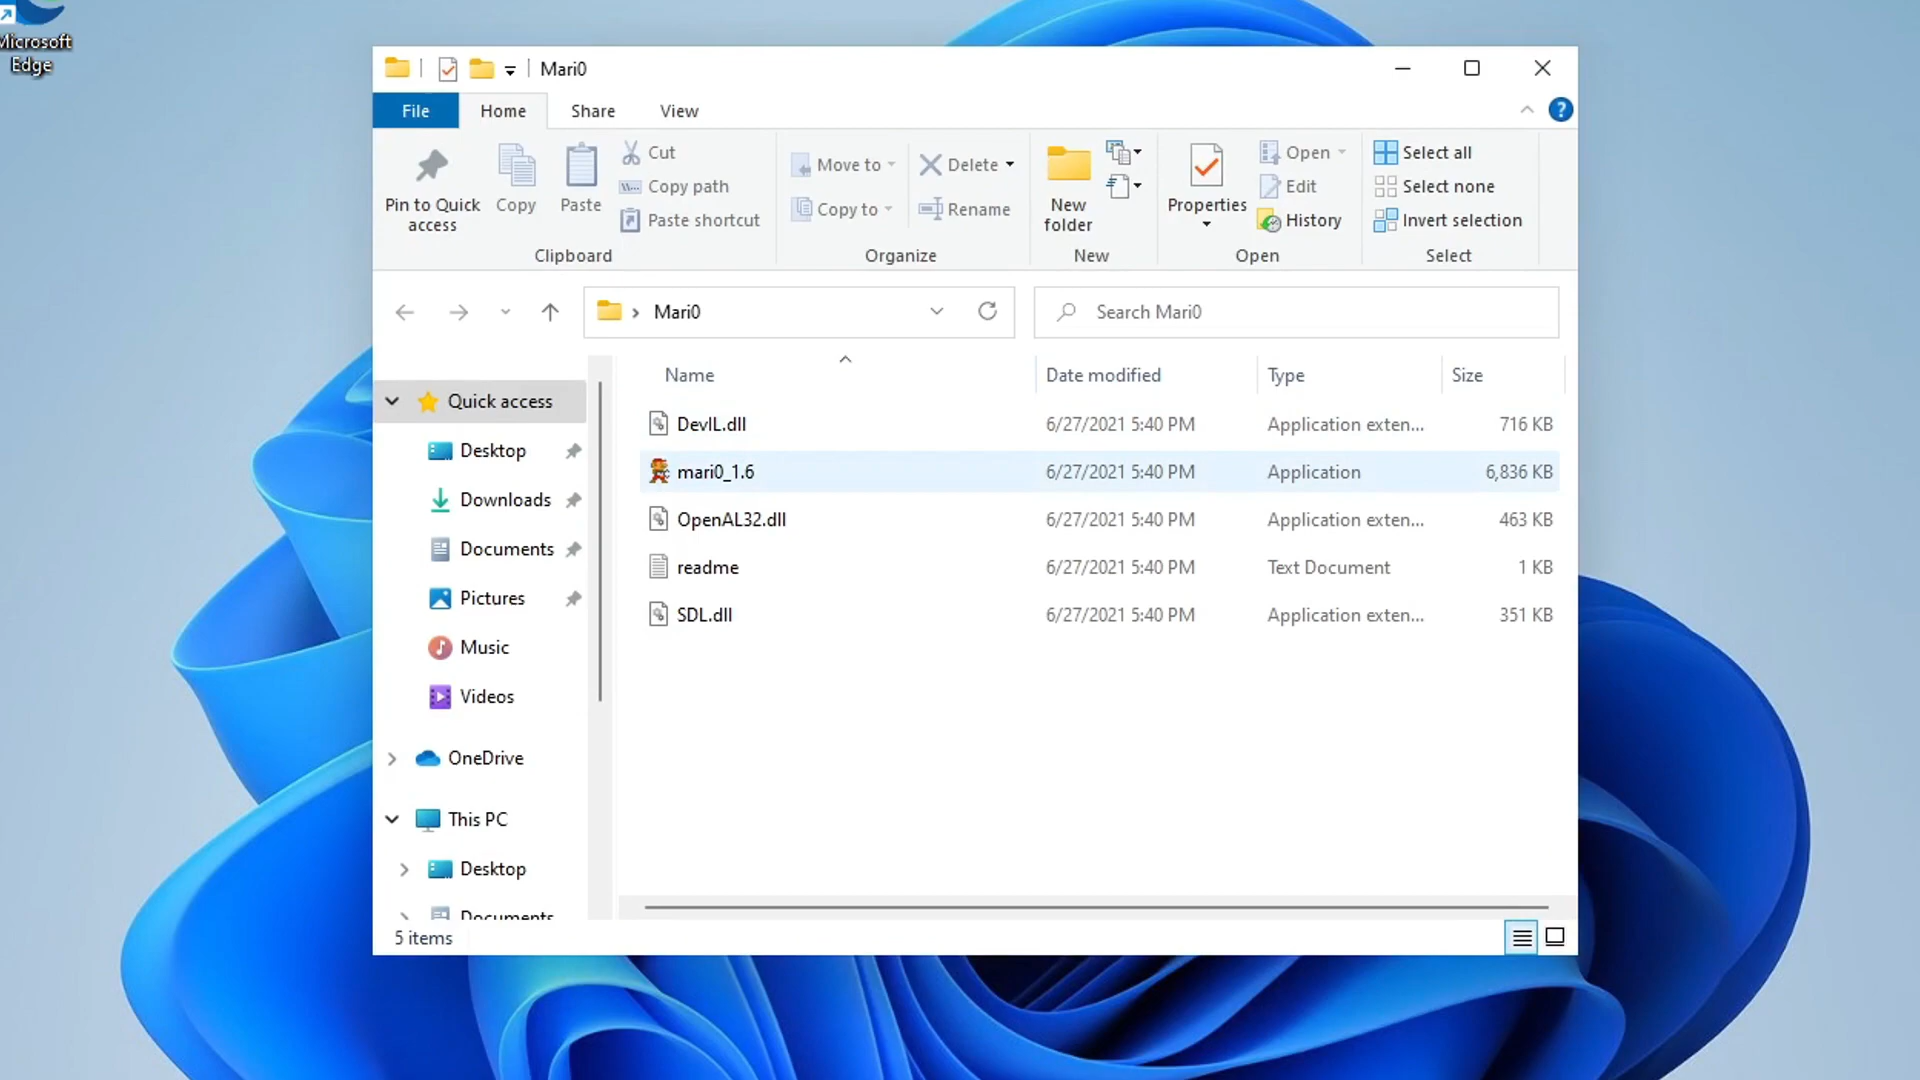 Microsoft
Edge
Mari0
File Home Share View
Pin to Quick
access
Copy
Paste
Cut
Copy path
Paste shortcut
Clipboard
Move to
Copy to
Delete
Rename
Organize
New
folder
New
Properties
Open
Edit
History
Open
Select all
Select none
Invert selection
Select
Mari0
Search Mari0
Name Date modified Type Size
DevIL.dll 6/27/2021 5:40 PM Application exten... 716 KB
mari0_1.6 6/27/2021 5:40 PM Application 6,836 KB
OpenAL32.dll 6/27/2021 5:40 PM Application exten... 463 KB
readme 6/27/2021 5:40 PM Text Document 1 KB
SDL.dll 6/27/2021 5:40 PM Application exten... 351 KB
Quick access
Desktop
Downloads
Documents
Pictures
Music
Videos
OneDrive
This PC
Desktop
Documents
5 items